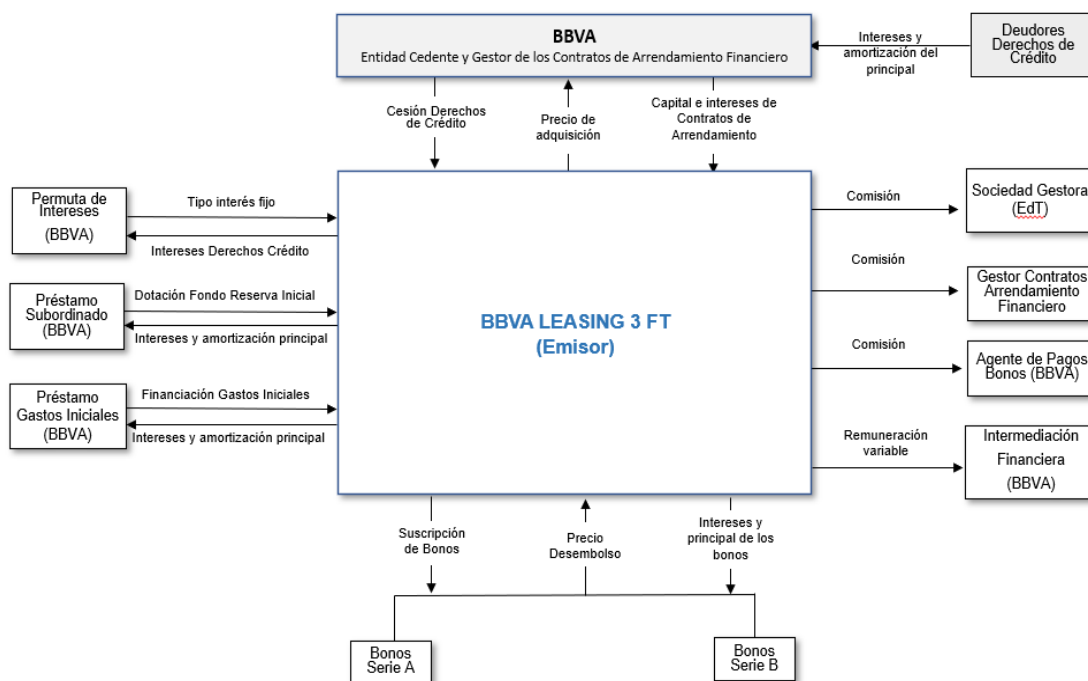 BBVA
Entidad Cedente y Gestor de los Contratos de Arrendamiento Financiero
Intereses y
amortización del
principal
Deudores
Derechos de
Crédito
Cesión Derechos
de Crédito
Precio de
adquisición
Capital e intereses de
Contratos de
Arrendamiento
Permuta de
Intereses
(BBVA)
Tipo interés fijo
Intereses Derechos Crédito
Préstamo
Subordinado
(BBVA)
Dotación Fondo Reserva Inicial
Intereses y amortización principal
Préstamo
Gastos Iniciales
(BBVA)
Financiación Gastos Iniciales
Intereses y amortización principal
BBVA LEASING 3 FT
(Emisor)
Comisión
Sociedad Gestora
(EdT)
Comisión
Gestor Contratos
Arrendamiento
Financiero
Comisión
Agente de Pagos
Bonos (BBVA)
Remuneración
variable
Intermediación
Financiera
(BBVA)
Suscripción
de Bonos
Precio
Desembolso
Intereses y
principal de los
bonos
Bonos
Serie A
Bonos
Serie B